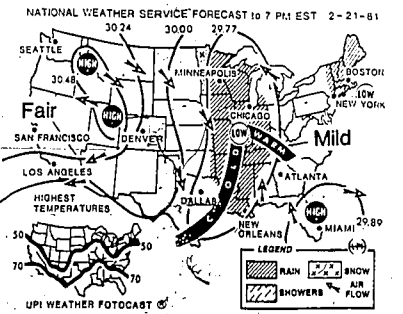 NATIONAL WEATHER SERVICE FORECAST to 7 PM EST 2-21-81
30.24 30.00 29.77
SEATTLE
HIGH
30.48
MINNEAPOLIS
BOSTON
LOW
NEW YORK
CHICAGO
Fair
HIGH
SAN FRANCISCO
DENVER
LOW
WARM
Mild
COLD
LOS ANGELES
ATLANTA
DALLAS
HIGHEST
TEMPERATURES
NEW
ORLEANS
HIGH
29.89
MIAMI
50
50
70
70
LEGEND
RAIN
SNOW
SHOWERS
AIR
FLOW
UPI WEATHER FOTOCAST ®